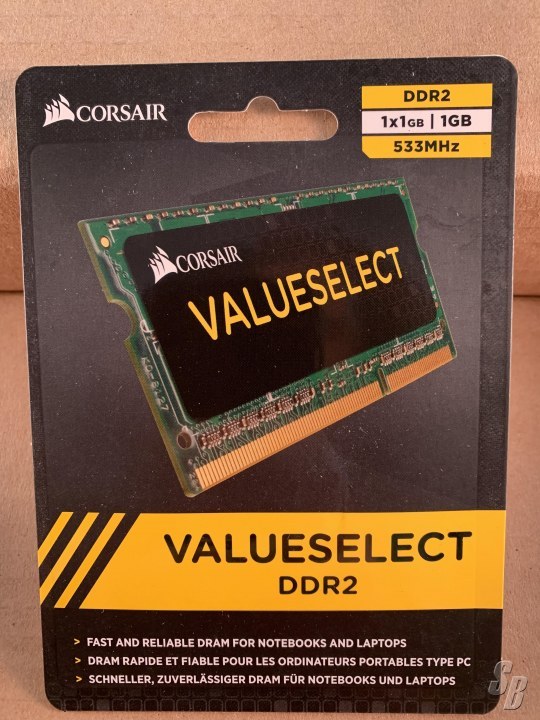 CORSAIR
DDR2
1x1GB | 1GB
533MHz
CORSAIR
VALUESELECT
VALUESELECT
DDR2
> FAST AND RELIABLE DRAM FOR NOTEBOOKS AND LAPTOPS
> DRAM RAPIDE ET FIABLE POUR LES ORDINATEURS PORTABLES TYPE PC
> SCHNELLER, ZUVERLÄSSIGER DRAM FÜR NOTEBOOKS UND LAPTOPS
SB